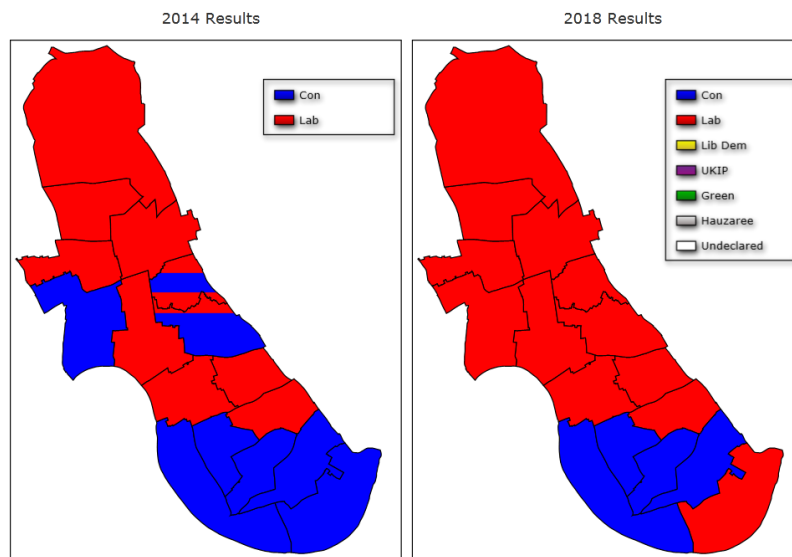 2014 Results
Con
Lab
2018 Results
Con
Lab
Lib Dem
UKIP
Green
Hauzaree
Undeclared